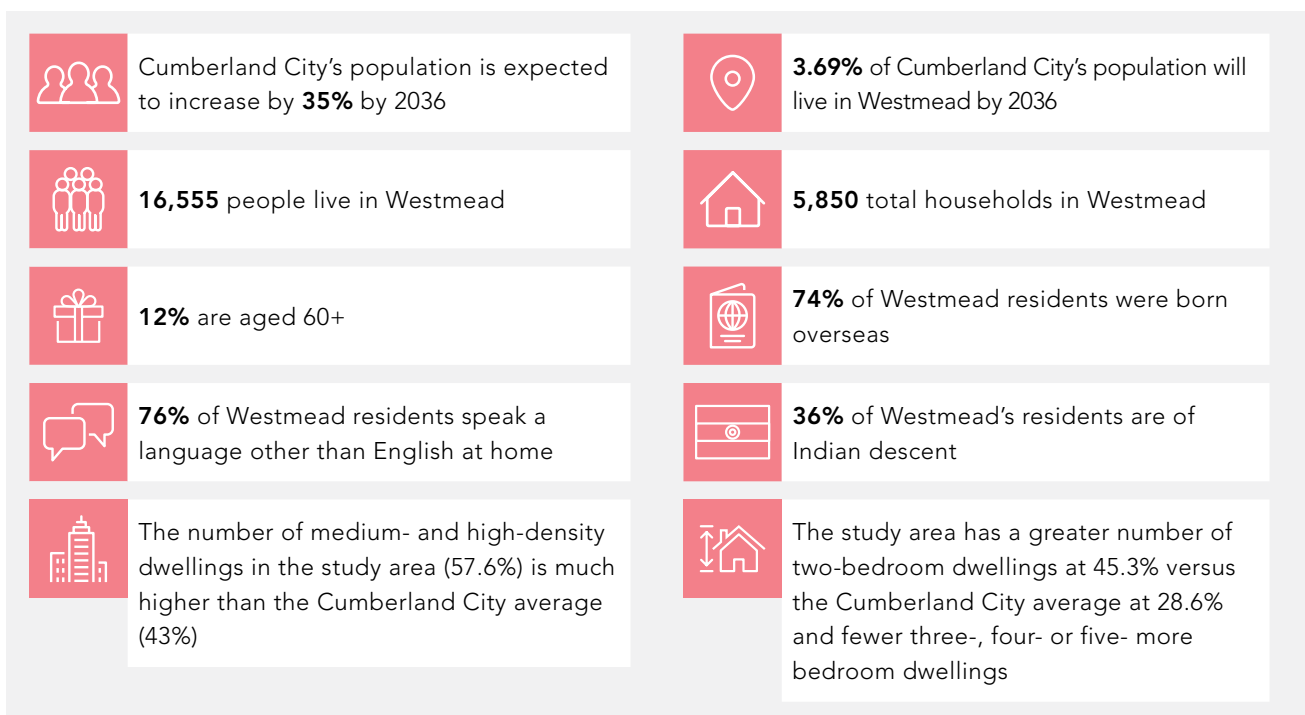 Cumberland City's population is expected
to increase by 35% by 2036
3.69% of Cumberland City's population will
live in Westmead by 2036
16,555 people live in Westmead
5,850 total households in Westmead
12% are aged 60+
74% of Westmead residents were born
overseas
76% of Westmead residents speak a
language other than English at home
36% of Westmead's residents are of
Indian descent
The number of medium- and high-density
dwellings in the study area (57.6%) is much
higher than the Cumberland City average
(43%)
The study area has a greater number of
two-bedroom dwellings at 45.3% versus
the Cumberland City average at 28.6%
and fewer three-, four- or five- more
bedroom dwellings